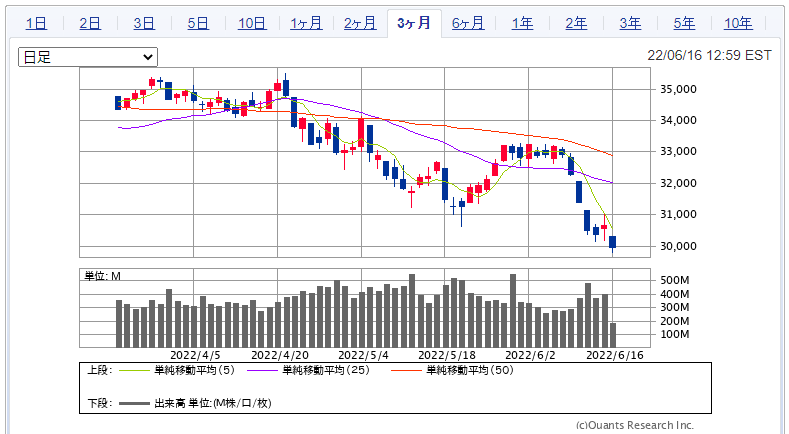 1日 2日 3日 5日 10日 1ヶ月 2ヶ月 3ヶ月 6ヶ月 1年 2年 3年 5年 10年
日足 22/06/16 12:59 EST
35,000
34,000
33,000
32,000
31,000
30,000
単位: M
500M
400M
300M
200M
100M
2022/4/5 2022/4/20 2022/5/4 2022/5/18 2022/6/2 2022/6/16
上段: 単純移動平均(5) 単純移動平均(25) 単純移動平均(50)
下段: 出来高 単位:(M株/口/枚)
(c)Quants Research Inc.